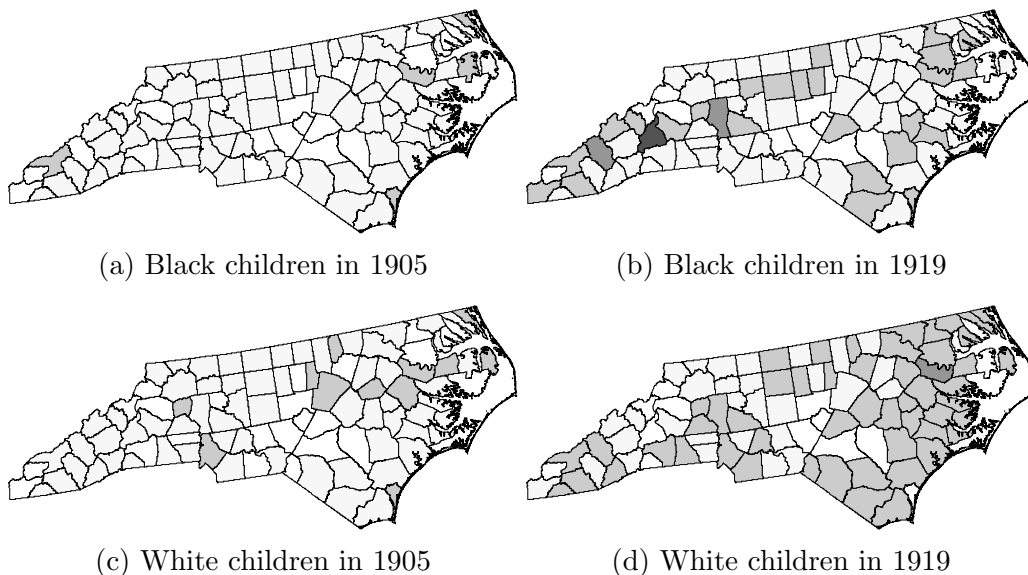 (a) Black children in 1905
(b) Black children in 1919
(c) White children in 1905
(d) White children in 1919